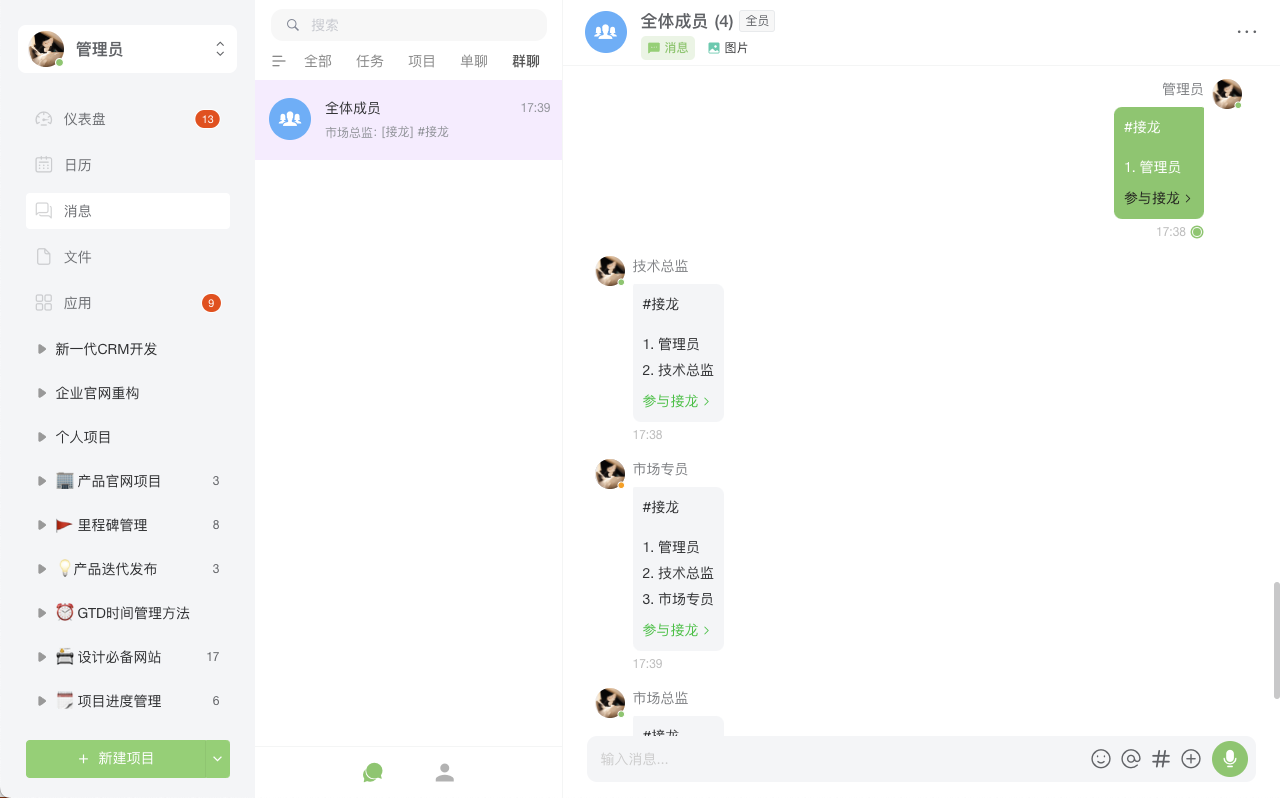 管理员
仪表盘 13
日历
消息
文件
应用 9
新一代CRM开发
企业官网重构
个人项目
产品官网项目 3
里程碑管理 8
产品迭代发布 3
GTD时间管理方法
设计必备网站 17
项目进度管理 6
+ 新建项目
搜索
全部 任务 项目 单聊 群聊
全体成员 17:39
市场总监: [接龙] #接龙
全体成员 (4) 全员
消息 图片
管理员
#接龙
1. 管理员
参与接龙 >
17:38
技术总监
#接龙
1. 管理员
2. 技术总监
参与接龙 >
17:38
市场专员
#接龙
1. 管理员
2. 技术总监
3. 市场专员
参与接龙 >
17:39
市场总监
#接龙
输入消息...